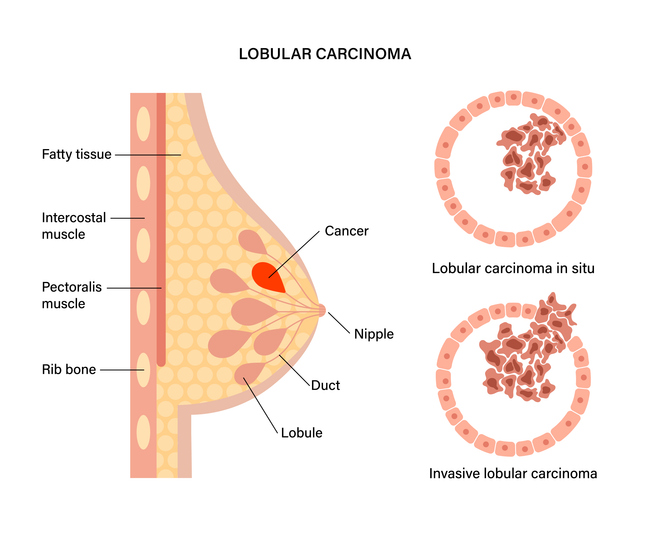 LOBULAR CARCINOMA
Fatty tissue
Intercostal
muscle
Pectoralis
muscle
Rib bone
Cancer
Nipple
Duct
Lobule
Lobular carcinoma in situ
Invasive lobular carcinoma